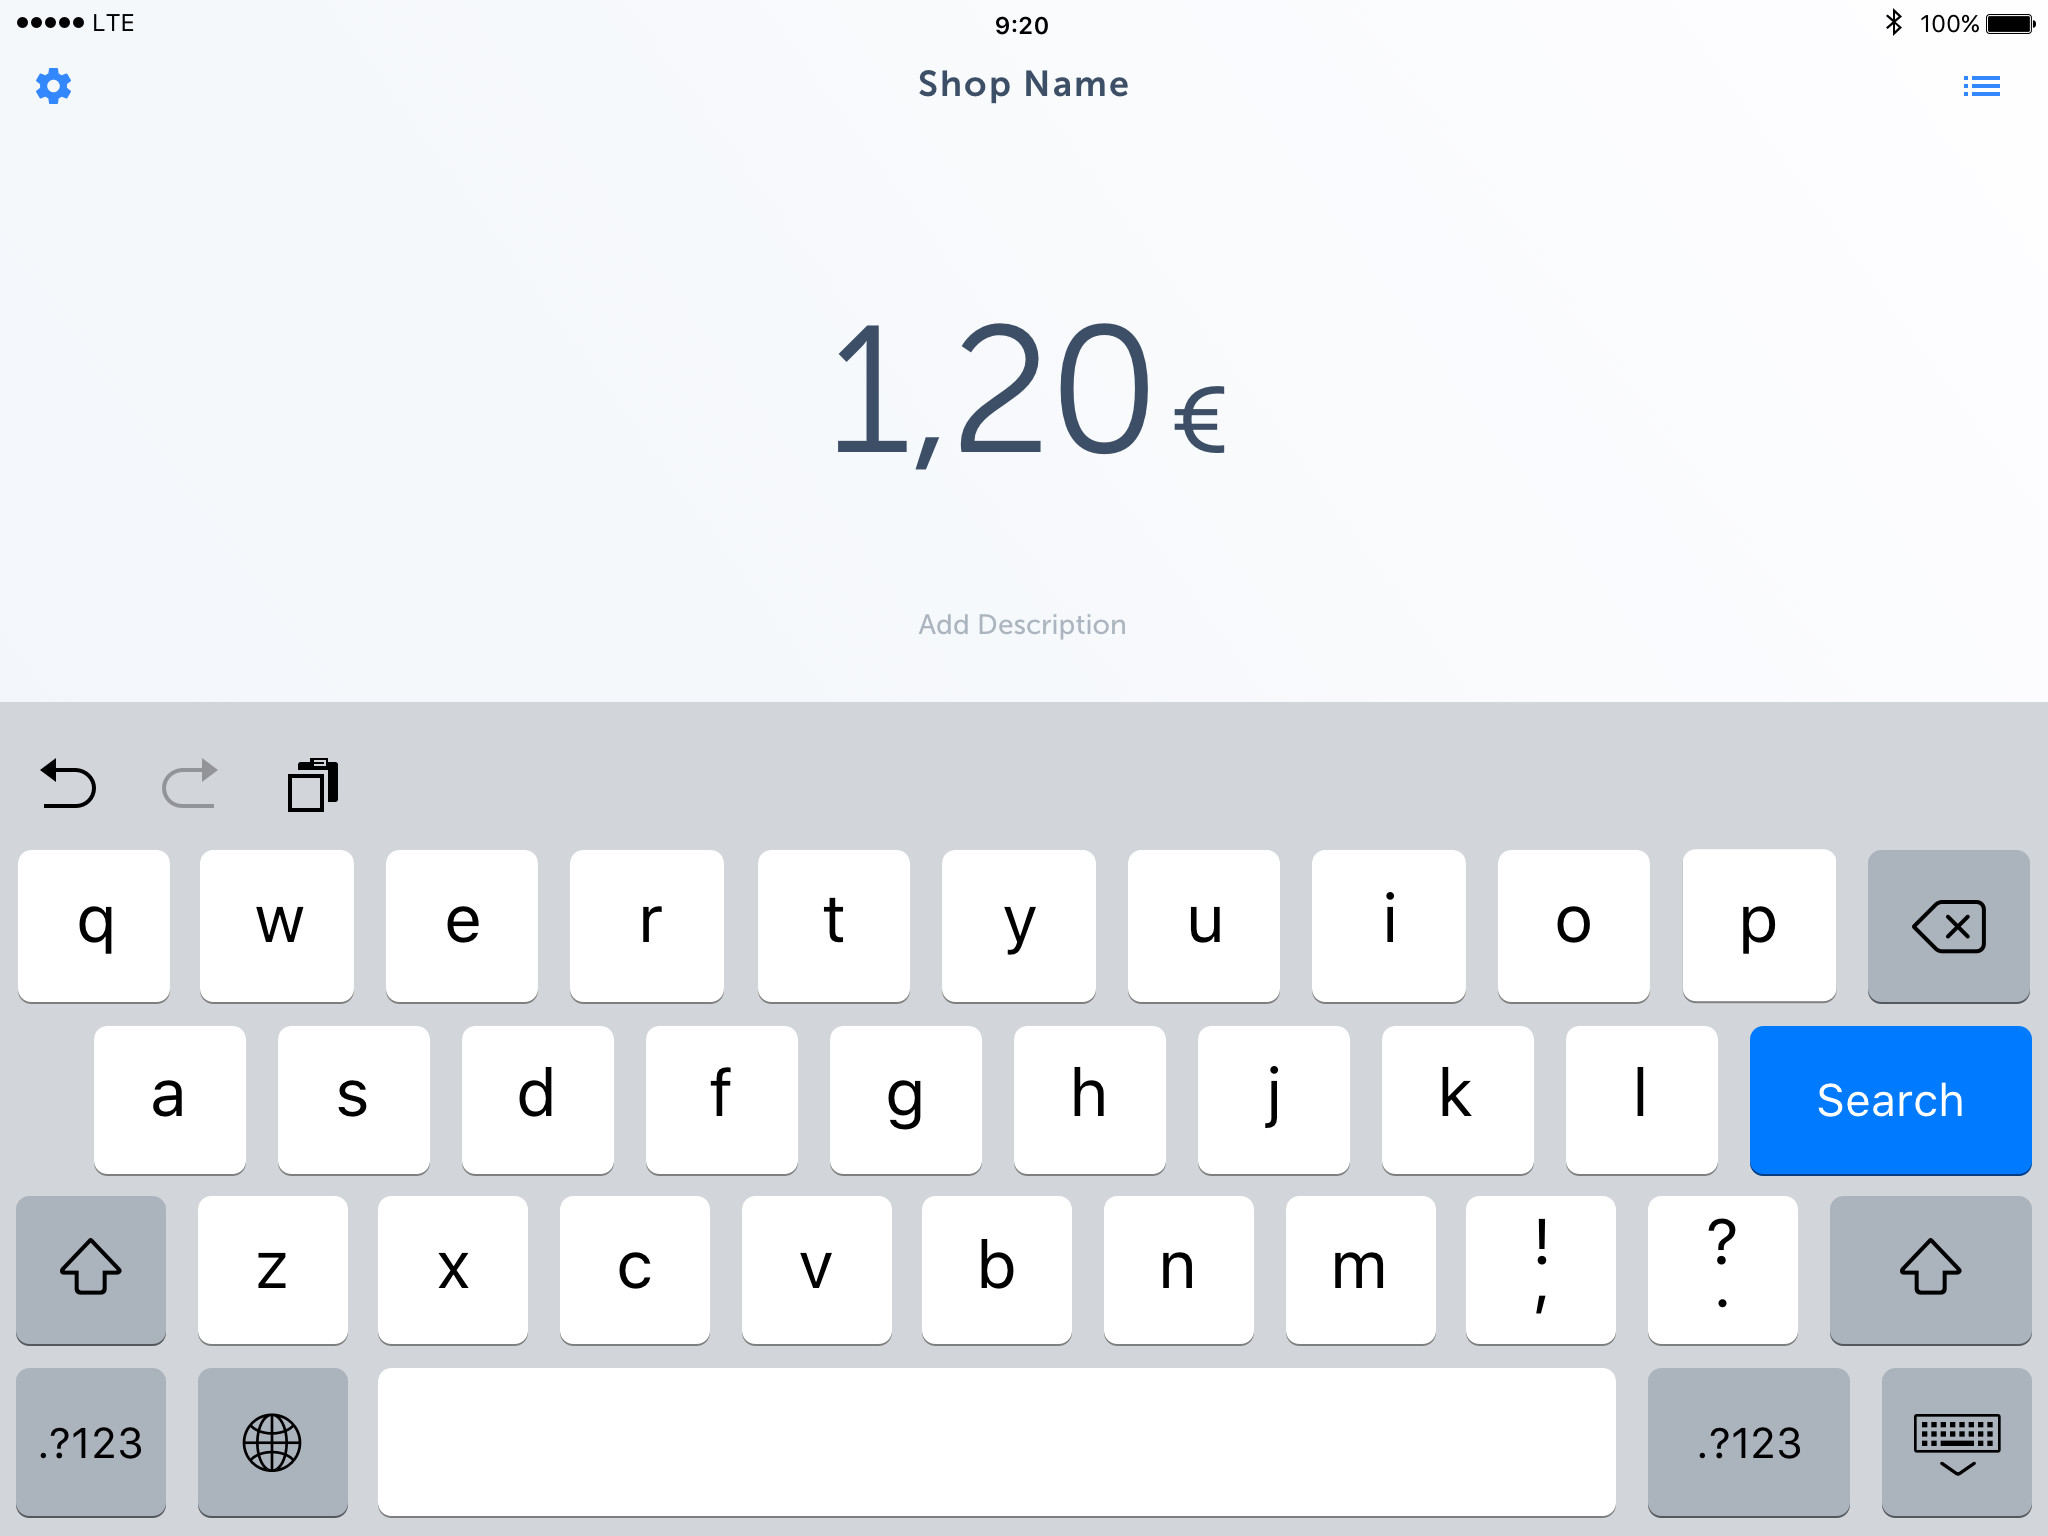 LTE 9:20 100%
Shop Name
1,20 €
Add Description
q w e r t y u i o p
a s d f g h j k l Search
z x c v b n m ! , ? .
.?123 .?123